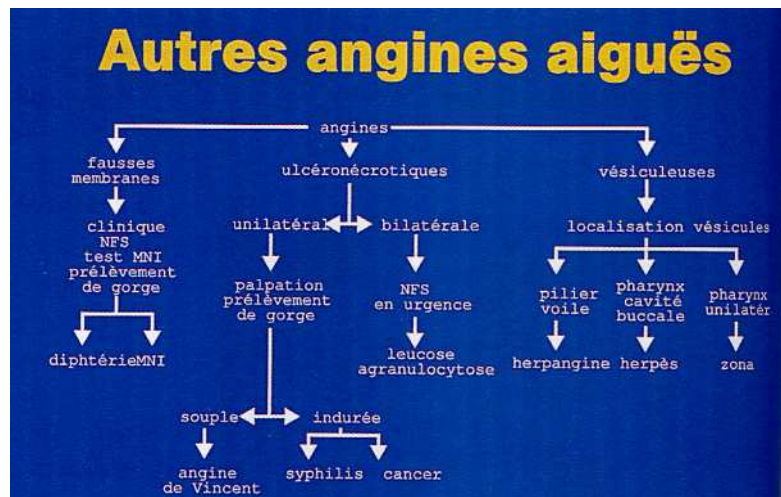 Autres angines aiguës
angines
fausses
membranes
ulcéronécrotiques
vésiculeuses
clinique
NFS
test MNI
prélèvement
de gorge
unilatéral
bilatérale
localisation vésicules
palpation
prélèvement
de gorge
NFS
en urgence
pilier
voile
pharynx
cavité
buccale
pharynx
unilatér
diphtérie
MNI
leucose
agranulocytose
herpangine
herpès
zona
souple
indurée
angine
de Vincent
syphilis
cancer